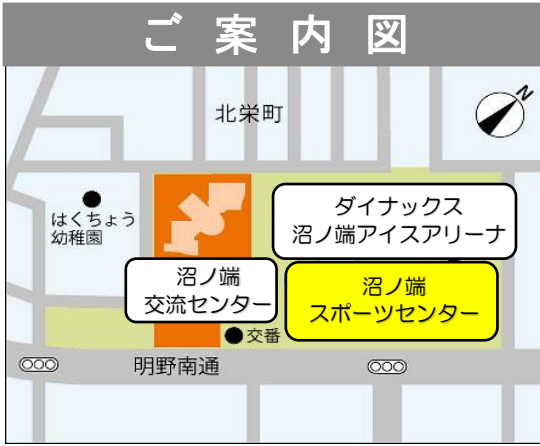 ご案内図
北栄町
N
はくちょう
幼稚園
ダイナックス
沼ノ端アイスアリーナ
沼ノ端
交流センター
沼ノ端
スポーツセンター
交番
明野南通